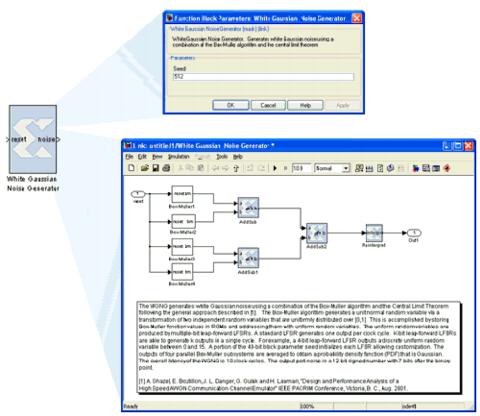 Function Block Parameters: White Gaussian Noise Generator
White Gaussian Noise Generator (mask) (link)
White Gaussian Noise Generator. Generates white Gaussian noise using a
combination of the Box-Muller algorithm and the central limit theorem
Parameters
Seed
512
OK Cancel Help Apply
reset noise
White Gaussian
Noise Generator
Link: untitled1/White Gaussian Noise Generator *
File Edit View Simulation Format Tools Help
10.0 Normal
1
reset
Box-Muller1
Box-Muller2
Box-Muller3
Box-Muller4
AddSub
AddSub1
AddSub2
Reinterpret
1
Out1
The WGNG generates white Gaussian noise using a combination of the Box-Muller algorithm and the Central Limit Theorem
following the general approach described in [1]. The Box-Muller algorithm generates a unit normal random variable via a
transformation of two independent random variables that are uniformly distributed over [0,1]. This is accomplished by storing
Box-Muller function values in ROMs and addressing them with uniform random variables. The uniform random variables are
produced by multiple-bit leap-forward LFSRs. A standard LFSR generates one output per clock cycle. K-bit leap-forward LFSRs
are able to generate k outputs in a single cycle. For example, a 4-bit leap-forward LFSR outputs a discrete uniform random
variable between 0 and 15. A portion of the 48-bit block parameter seed initializes each LFSR allowing customization. The
outputs of four parallel Box-Muller subsystems are averaged to obtain a probability density function (PDF) that is Gaussian.
The overall latency of the WGNG is 10 clock cycles. The output port noise is a 12 bit signed number with 7 bits after the binary
point.
[1] A. Ghazel, E. Boutillon, J. L. Danger, G. Gulak and H. Laamari, "Design and Performance Analysis of a
High Speed AWGN Communication Channel Emulator" IEEE PACRIM Conference, Victoria, B. C., Aug. 2001.
Ready 100% ode45